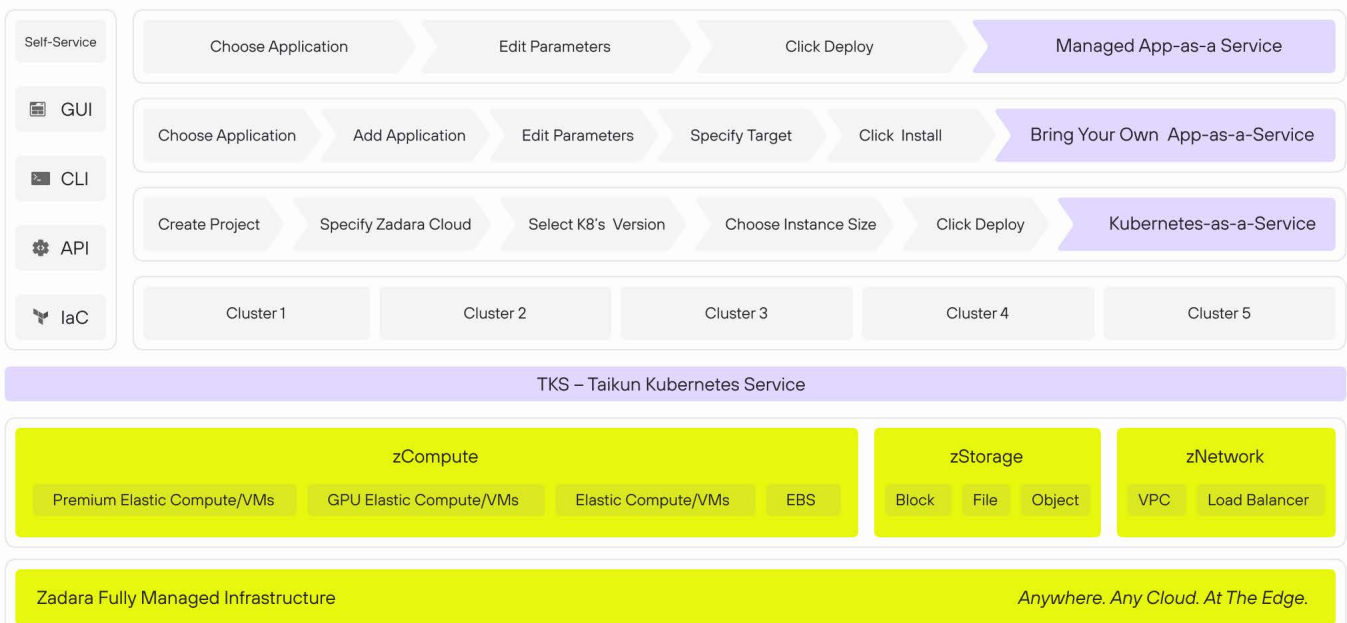 Self-Service
GUI
CLI
API
IaC
Choose Application
Edit Parameters
Click Deploy
Managed App-as-a Service
Choose Application
Add Application
Edit Parameters
Specify Target
Click Install
Bring Your Own App-as-a-Service
Create Project
Specify Zadara Cloud
Select K8's Version
Choose Instance Size
Click Deploy
Kubernetes-as-a-Service
Cluster 1
Cluster 2
Cluster 3
Cluster 4
Cluster 5
TKS – Taikun Kubernetes Service
zCompute
Premium Elastic Compute/VMs
GPU Elastic Compute/VMs
Elastic Compute/VMs
EBS
zStorage
Block
File
Object
zNetwork
VPC
Load Balancer
Zadara Fully Managed Infrastructure
Anywhere. Any Cloud. At The Edge.